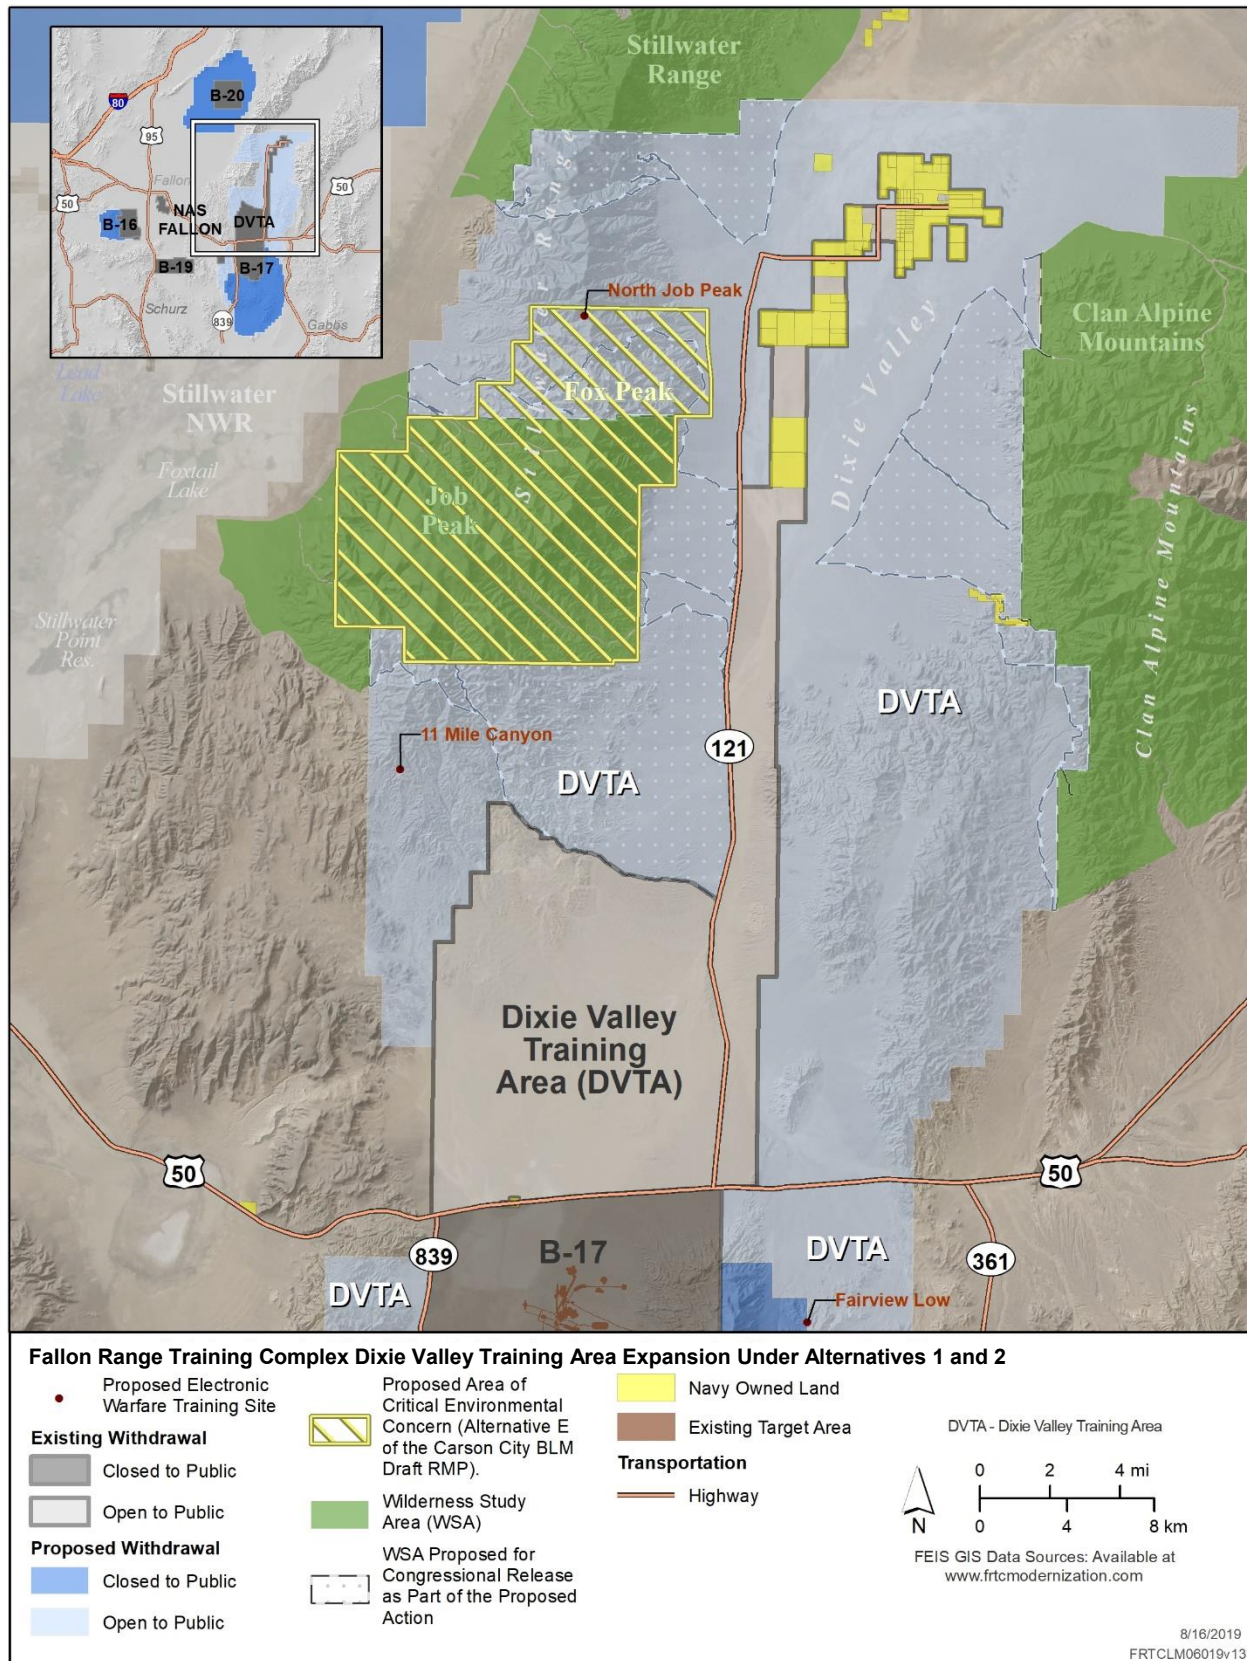 Stillwater
Range
80
B-20
95
Fallon
50
50
NAS
FALLON
DVTA
B-16
B-19
B-17
Schurz
839
Gabbs
Lead
Lake
Stillwater
NWR
Foxtail
Lake
Stillwater
Point
Res.
Stillwater Range
North Job Peak
Fox Peak
Job
Peak
Dixie Valley
Clan Alpine
Mountains
Clan Alpine Mountains
11 Mile Canyon
DVTA
121
DVTA
Dixie Valley
Training
Area (DVTA)
50
50
839
B-17
DVTA
DVTA
361
Fairview Low
Fallon Range Training Complex Dixie Valley Training Area Expansion Under Alternatives 1 and 2
Proposed Electronic
Warfare Training Site
Existing Withdrawal
Closed to Public
Open to Public
Proposed Withdrawal
Closed to Public
Open to Public
Proposed Area of
Critical Environmental
Concern (Alternative E
of the Carson City BLM
Draft RMP).
Wilderness Study
Area (WSA)
WSA Proposed for
Congressional Release
as Part of the Proposed
Action
Navy Owned Land
Existing Target Area
Transportation
Highway
DVTA - Dixie Valley Training Area
N
0 2 4 mi
0 4 8 km
FEIS GIS Data Sources: Available at
www.frtcmodernization.com
8/16/2019
FRTCLM06019v13